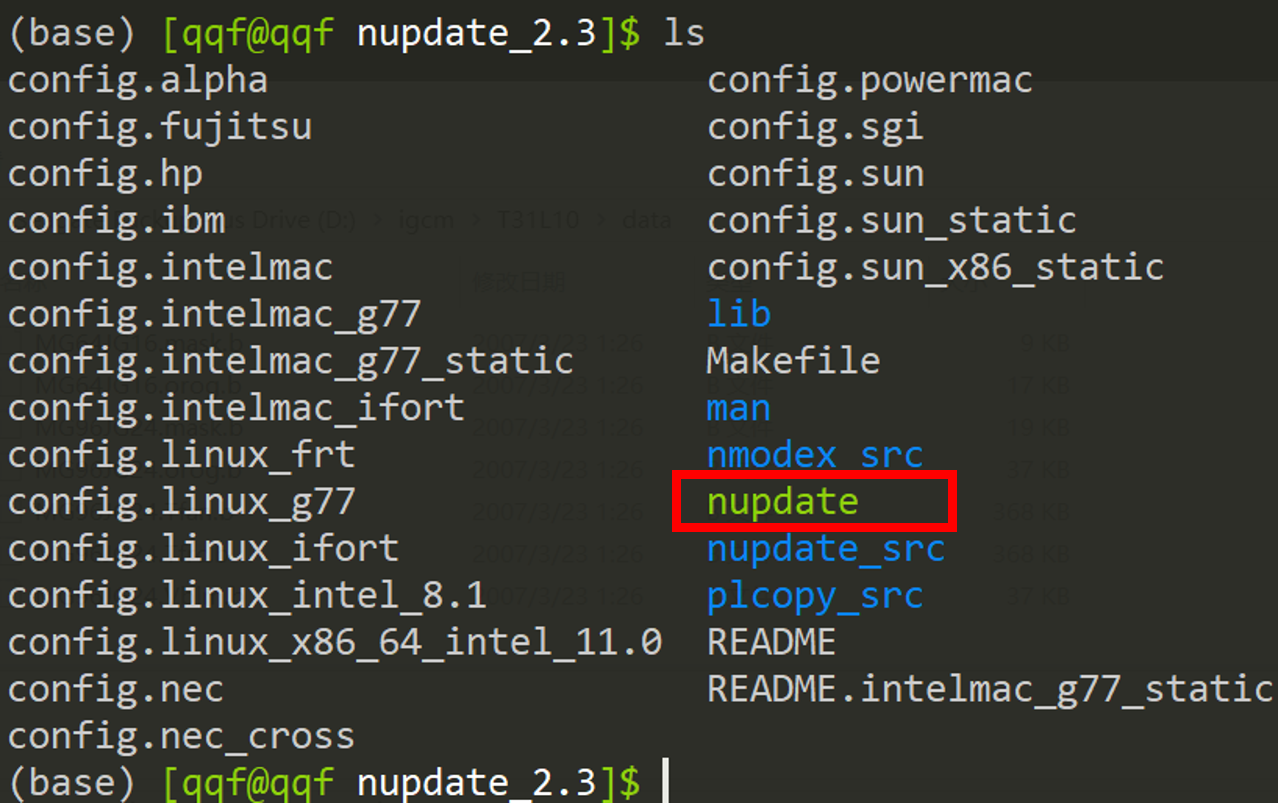 (base) [qqf@qqf nupdate_2.3]$ ls
config.alpha config.powermac
config.fujitsu config.sgi
config.hp config.sun
config.ibm config.sun_static
config.intelmac config.sun_x86_static
config.intelmac_g77 lib
config.intelmac_g77_static Makefile
config.intelmac_ifort man
config.linux_frt nmodex_src
config.linux_g77 nupdate
config.linux_ifort nupdate_src
config.linux_intel_8.1 plcopy_src
config.linux_x86_64_intel_11.0 README
config.nec README.intelmac_g77_static
config.nec_cross
(base) [qqf@qqf nupdate_2.3]$